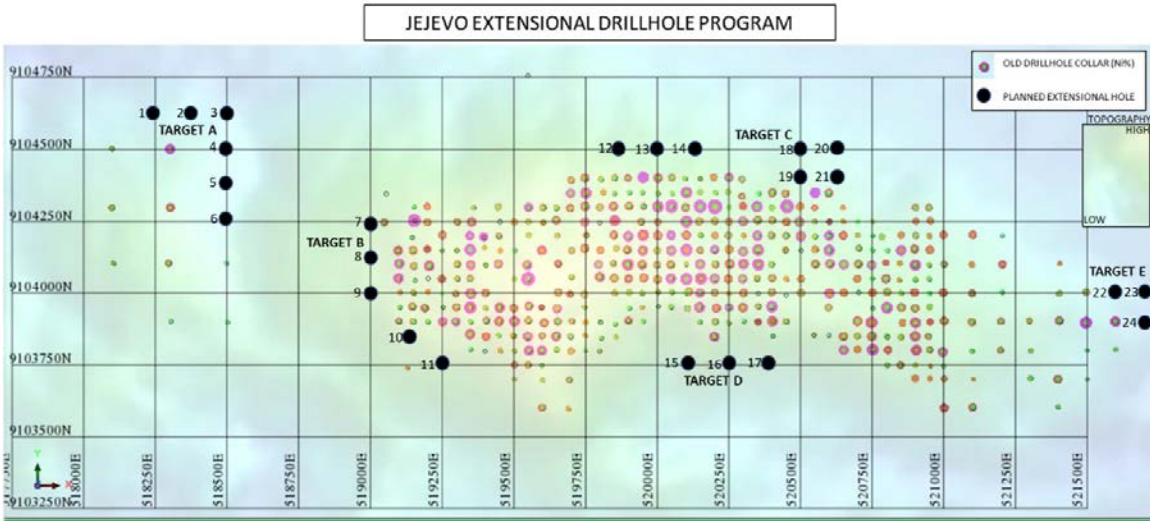 JEJEVO EXTENSIONAL DRILLHOLE PROGRAM
OLD DRILLHOLE COLLAR (Ni%)
PLANNED EXTENSIONAL HOLE
TOPOGRAPHY
HIGH
LOW
9104750N
1 2 3
TARGET A
9104500N
4
5
6
12 13 14
TARGET C
18 20
19 21
9104250N
7
TARGET B
8
9104000N
9
TARGET E
22 23
24
10
9103750N
11
15 16 17
TARGET D
9103500N
9103250N
Y
X
518000E
518250E
518500E
518750E
519000E
519250E
519500E
519750E
520000E
520250E
520500E
520750E
521000E
521250E
521500E